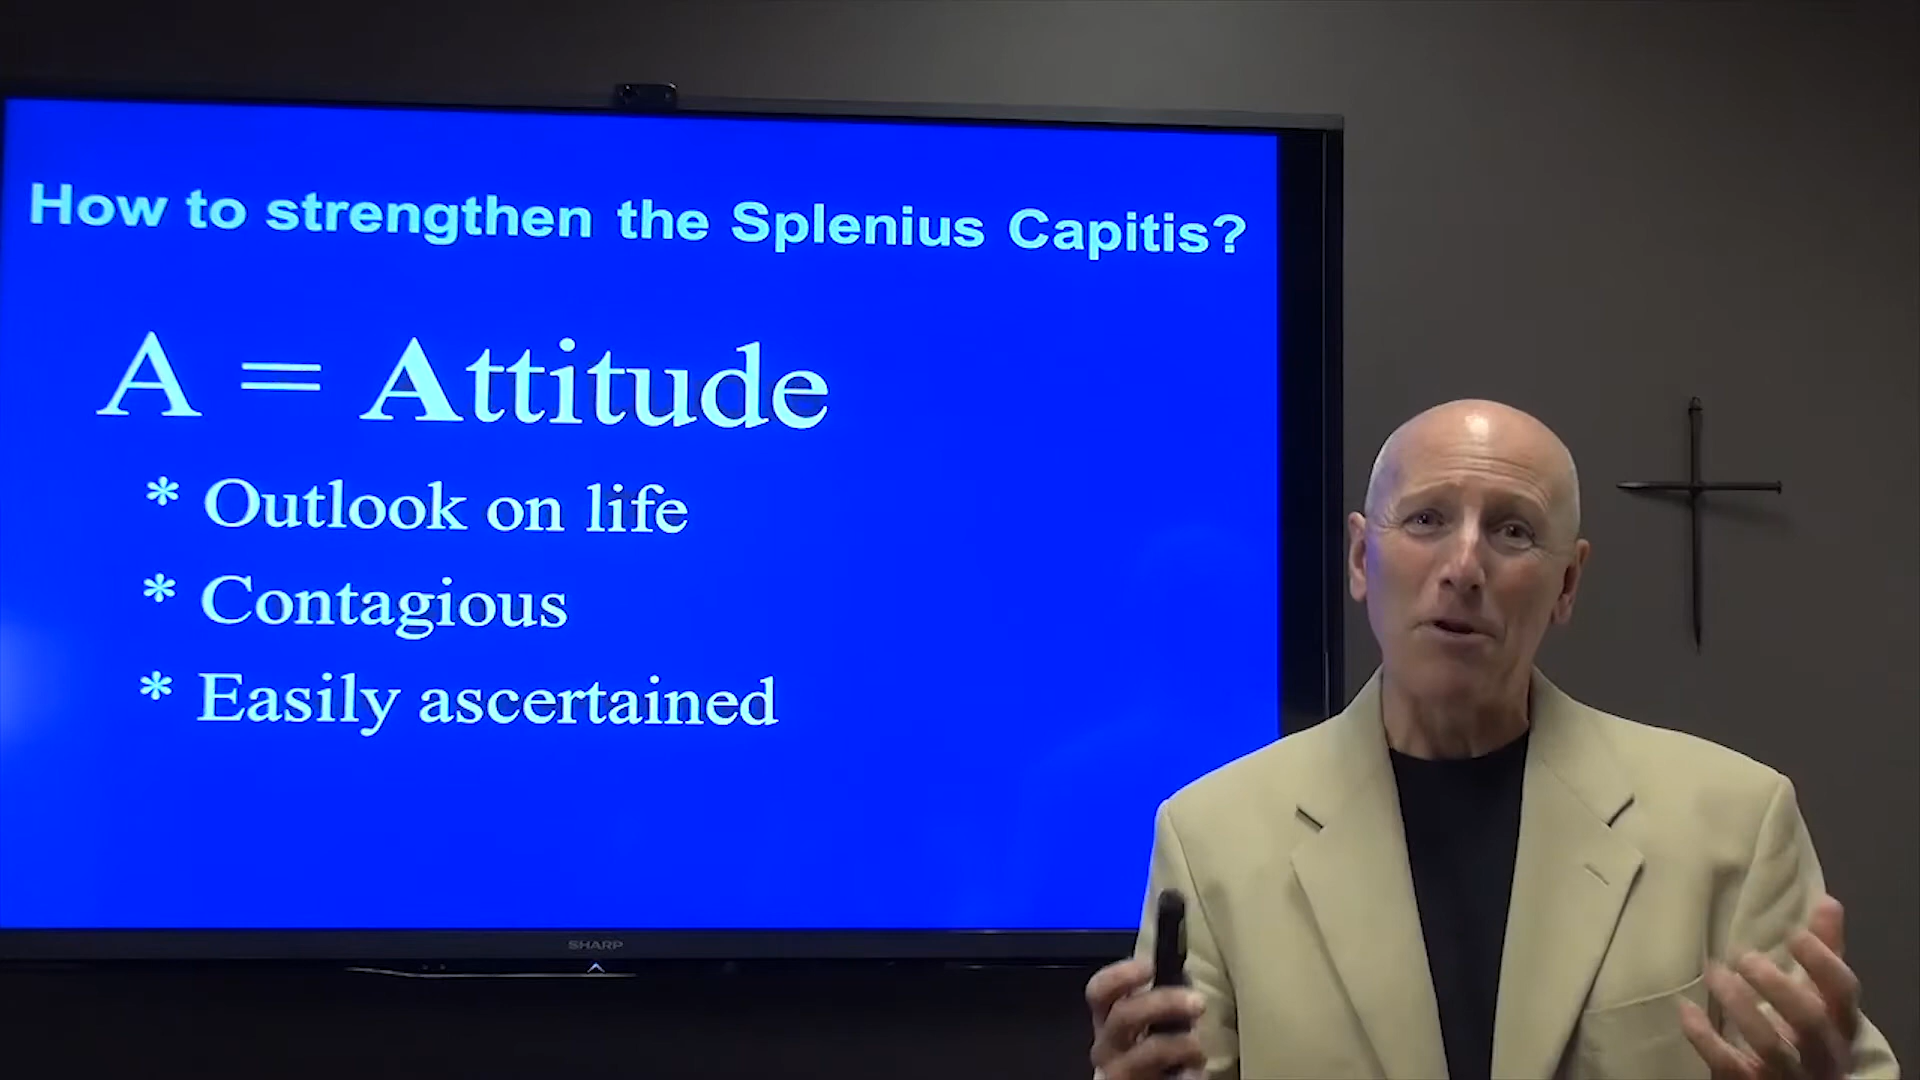 How to strengthen the Splenius Capitis?
A = Attitude
* Outlook on life
* Contagious
* Easily ascertained
SHARP